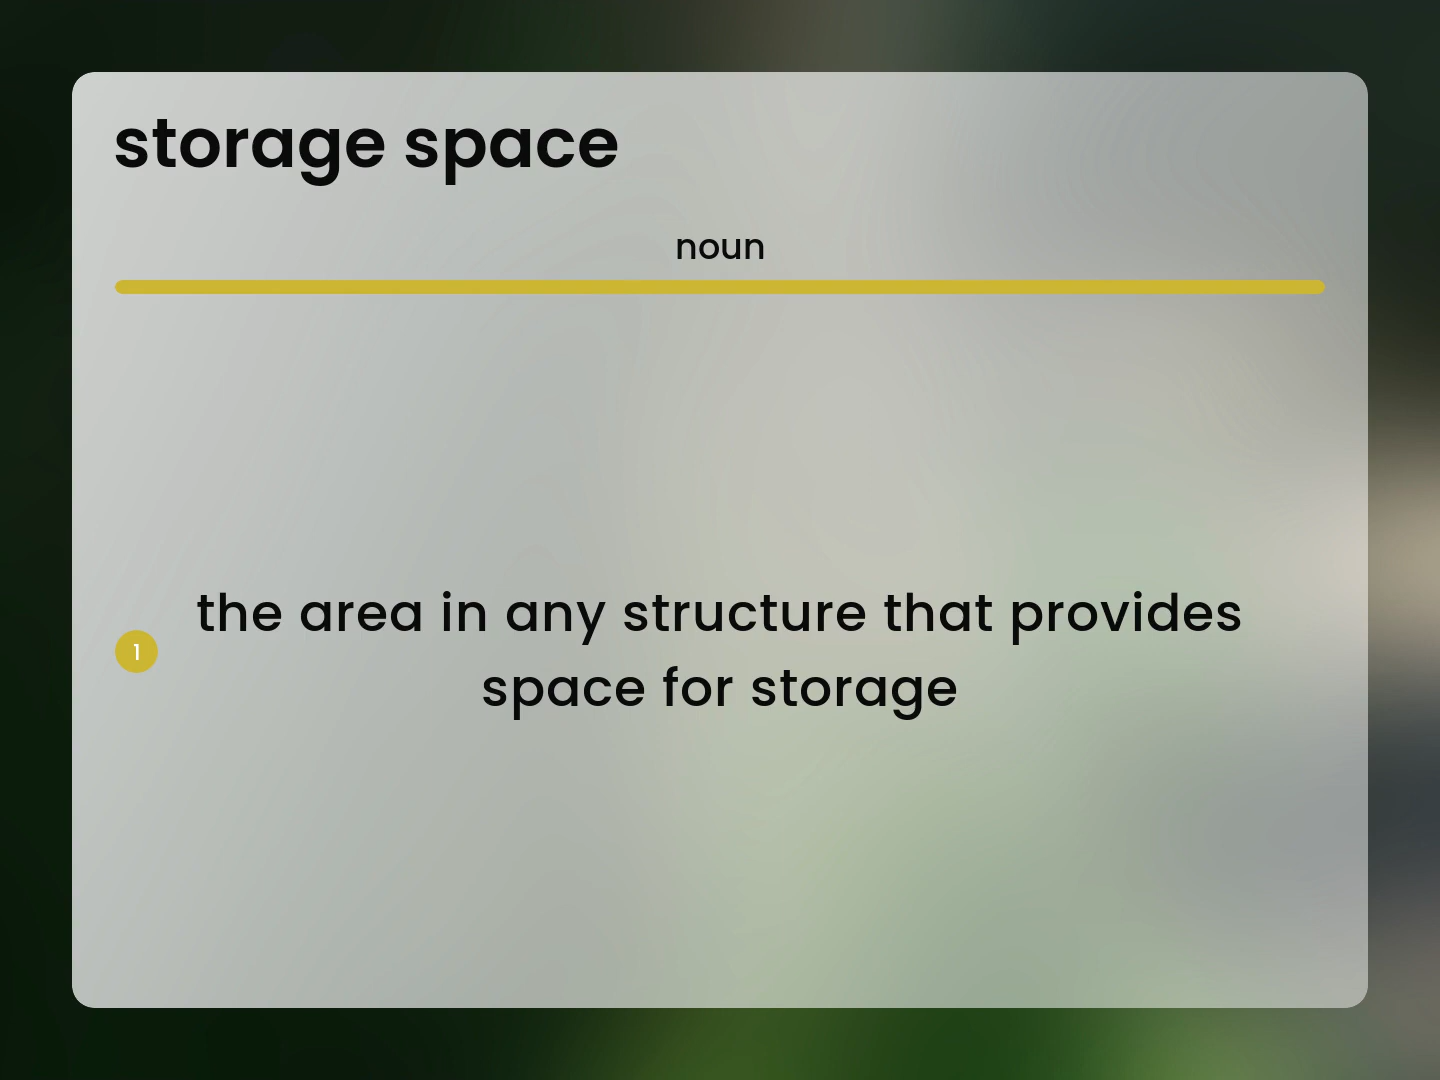 storage space
noun
1
the area in any structure that provides
space for storage